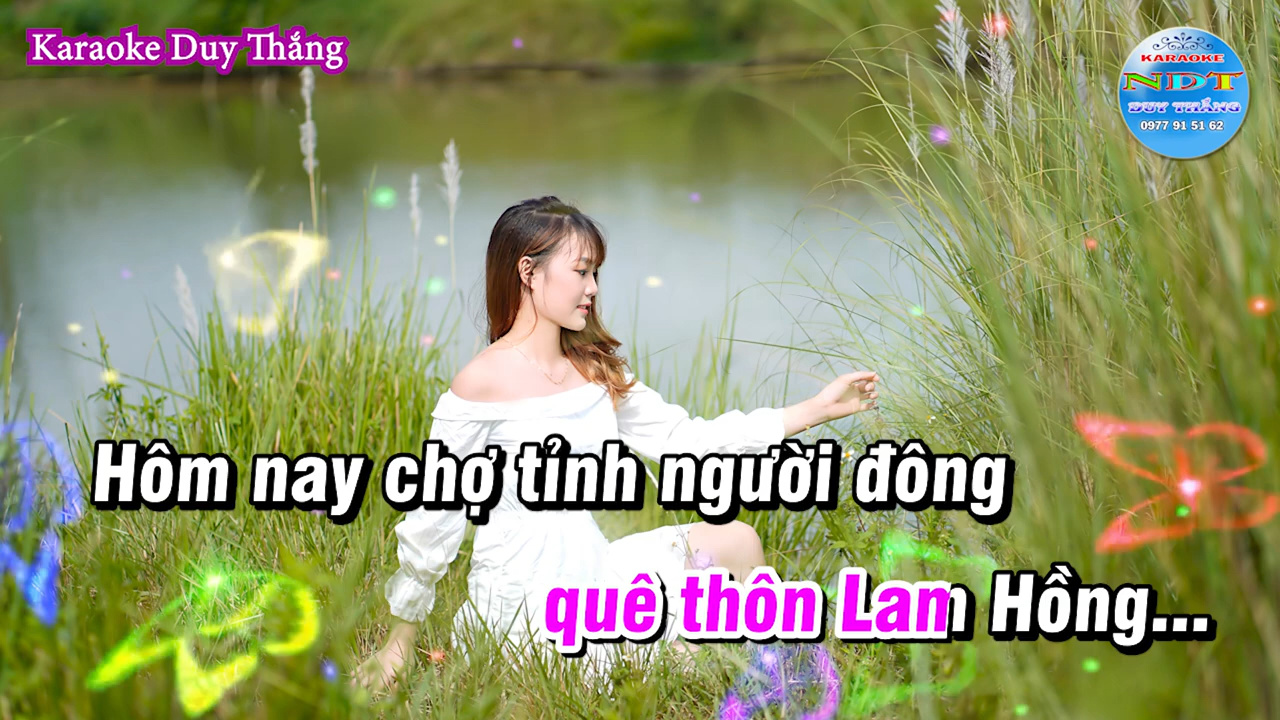 Karaoke Duy Thắng
KARAOKE
NDT
DUY THẮNG
0977 91 51 62
Hôm nay chợ tỉnh người đông
quê thôn Lam Hồng...